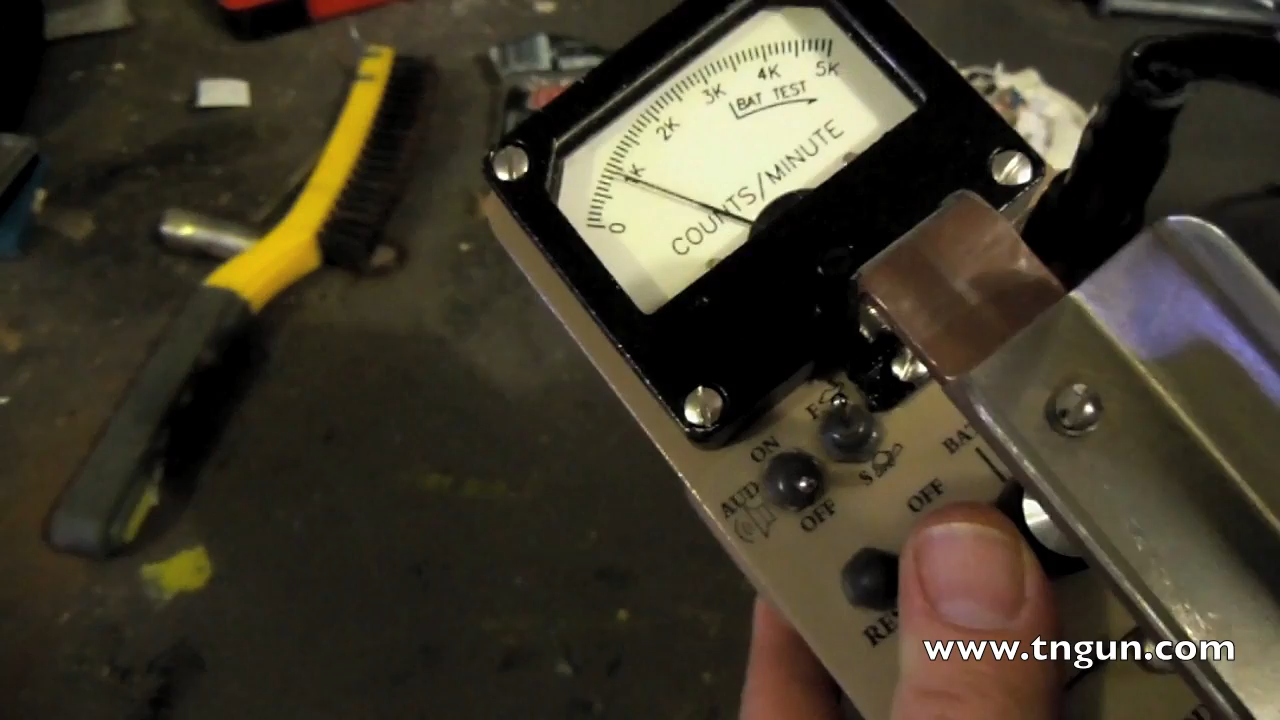 0 1K 2K 3K 4K 5K
BAT TEST
COUNTS/MINUTE
F
S
ON
AUD
OFF
OFF
www.tngun.com